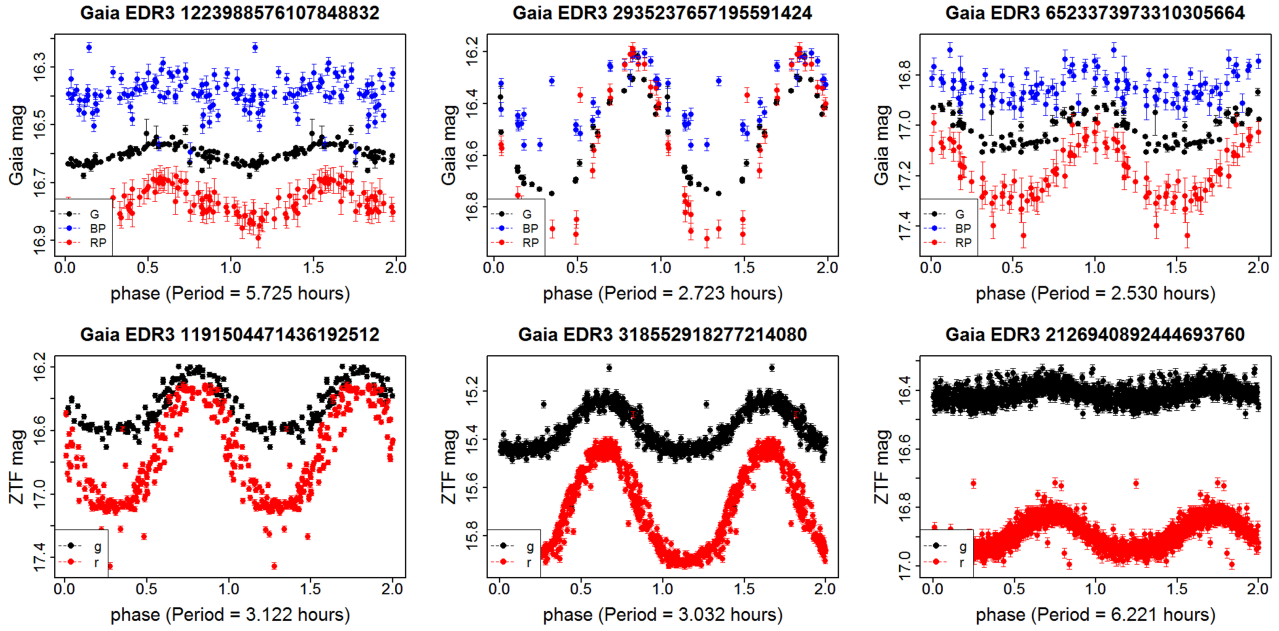 Gaia EDR3 1223988576107848832
Gaia mag
16.3
16.5
16.7
16.9
G
BP
RP
0.0 0.5 1.0 1.5 2.0
phase (Period = 5.725 hours)
Gaia EDR3 2935237657195591424
Gaia mag
16.2
16.4
16.6
16.8
G
BP
RP
0.0 0.5 1.0 1.5 2.0
phase (Period = 2.723 hours)
Gaia EDR3 6523373973310305664
Gaia mag
16.8
17.0
17.2
17.4
G
BP
RP
0.0 0.5 1.0 1.5 2.0
phase (Period = 2.530 hours)
Gaia EDR3 1191504471436192512
ZTF mag
16.2
16.6
17.0
17.4
g
r
0.0 0.5 1.0 1.5 2.0
phase (Period = 3.122 hours)
Gaia EDR3 318552918277214080
ZTF mag
15.2
15.4
15.6
15.8
g
r
0.0 0.5 1.0 1.5 2.0
phase (Period = 3.032 hours)
Gaia EDR3 2126940892444693760
ZTF mag
16.4
16.6
16.8
17.0
g
r
0.0 0.5 1.0 1.5 2.0
phase (Period = 6.221 hours)